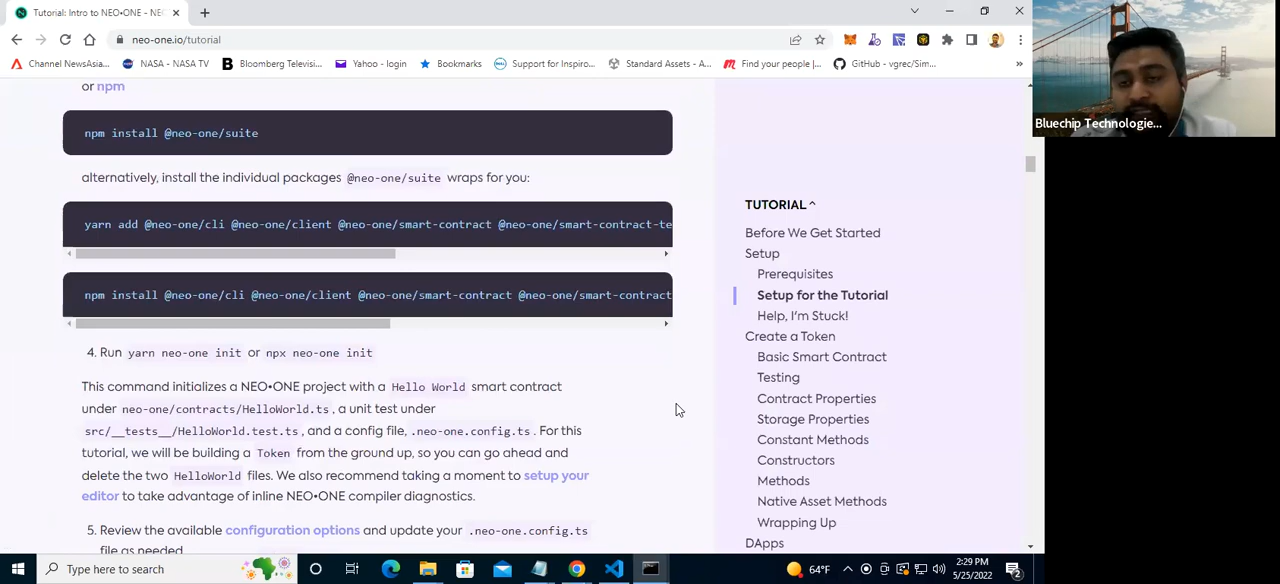 Tutorial: Intro to NEO•ONE - NEO
neo-one.io/tutorial
Channel NewsAsia...
NASA - NASA TV
Bloomberg Televisi...
Yahoo - login
Bookmarks
Support for Inspiro...
Standard Assets - A...
Find your people |...
GitHub - vgrec/Sim...
»
Bluechip Technologie...
or npm
npm install @neo-one/suite
alternatively, install the individual packages @neo-one/suite wraps for you:
yarn add @neo-one/cli @neo-one/client @neo-one/smart-contract @neo-one/smart-contract-te
npm install @neo-one/cli @neo-one/client @neo-one/smart-contract @neo-one/smart-contract
4. Run yarn neo-one init or npx neo-one init
This command initializes a NEO•ONE project with a Hello World smart contract
under neo-one/contracts/HelloWorld.ts, a unit test under
src/__tests__/HelloWorld.test.ts, and a config file, .neo-one.config.ts. For this
tutorial, we will be building a Token from the ground up, so you can go ahead and
delete the two HelloWorld files. We also recommend taking a moment to setup your
editor to take advantage of inline NEO•ONE compiler diagnostics.
5. Review the available configuration options and update your .neo-one.config.ts
file as needed
TUTORIAL
Before We Get Started
Setup
Prerequisites
Setup for the Tutorial
Help, I'm Stuck!
Create a Token
Basic Smart Contract
Testing
Contract Properties
Storage Properties
Constant Methods
Constructors
Methods
Native Asset Methods
Wrapping Up
DApps
Type here to search
64°F
2:29 PM
5/25/2022
2